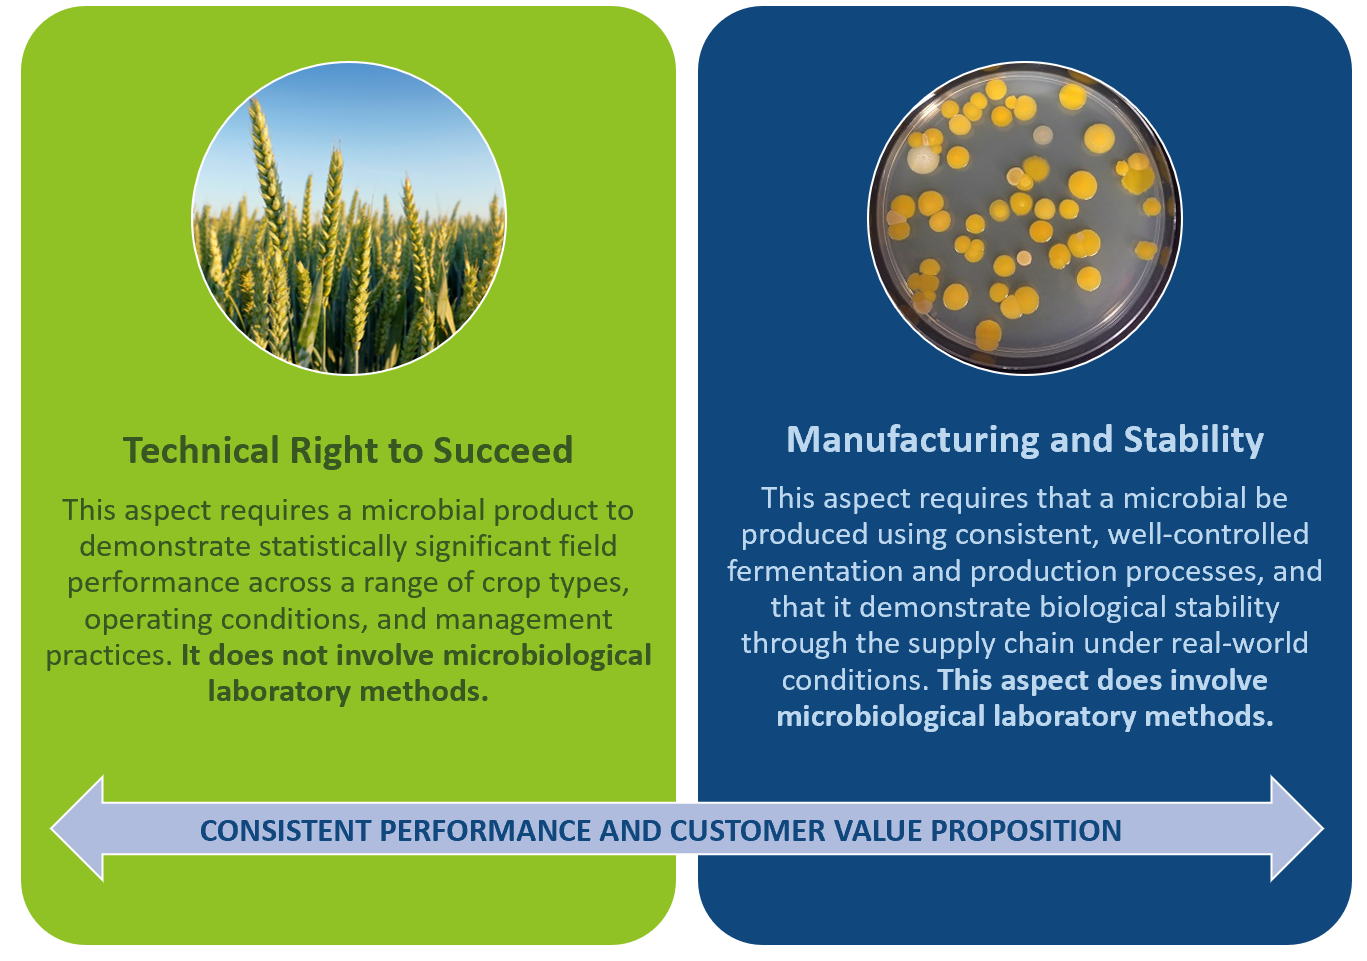 Technical Right to Succeed
This aspect requires a microbial product to
demonstrate statistically significant field
performance across a range of crop types,
operating conditions, and management
practices. It does not involve microbiological
laboratory methods.
Manufacturing and Stability
This aspect requires that a microbial be
produced using consistent, well-controlled
fermentation and production processes, and
that it demonstrate biological stability
through the supply chain under real-world
conditions. This aspect does involve
microbiological laboratory methods.
CONSISTENT PERFORMANCE AND CUSTOMER VALUE PROPOSITION